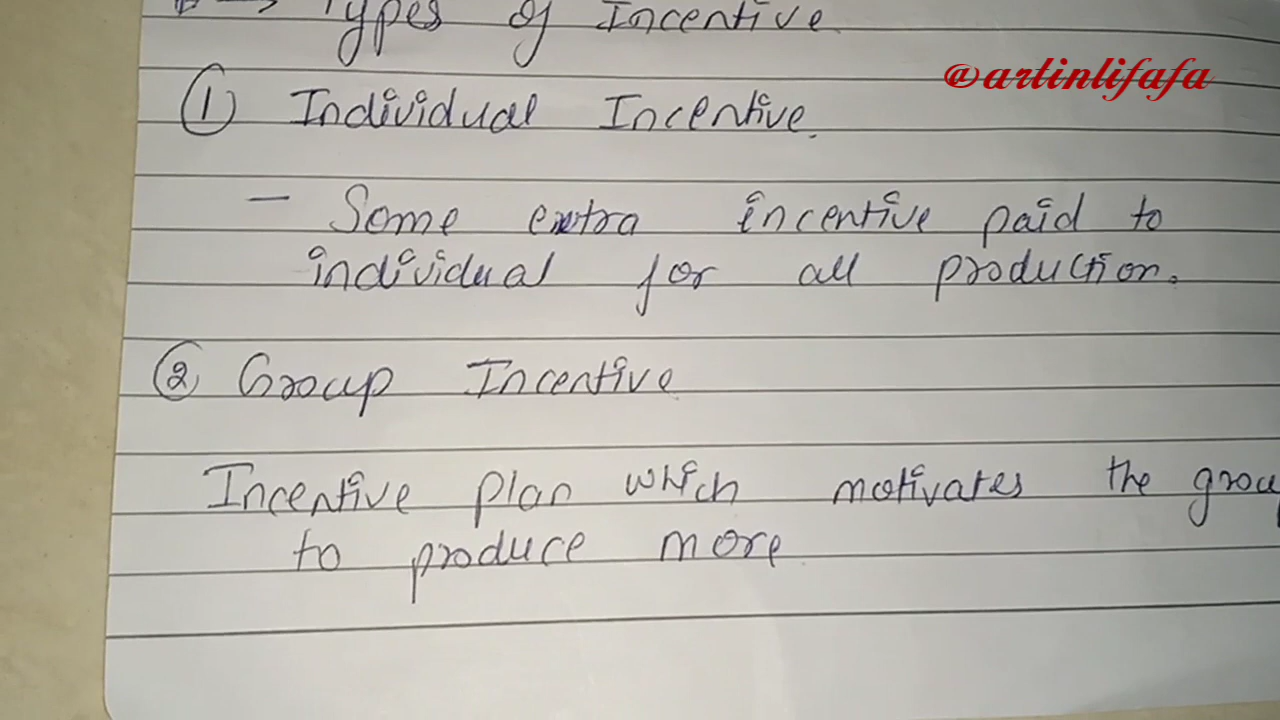 → Types of Incentive
@artinlifafa
① Individual Incentive.
- Some extra incentive paid to
individual for all production.
② Group Incentive
Incentive plan which motivates the group
to produce more